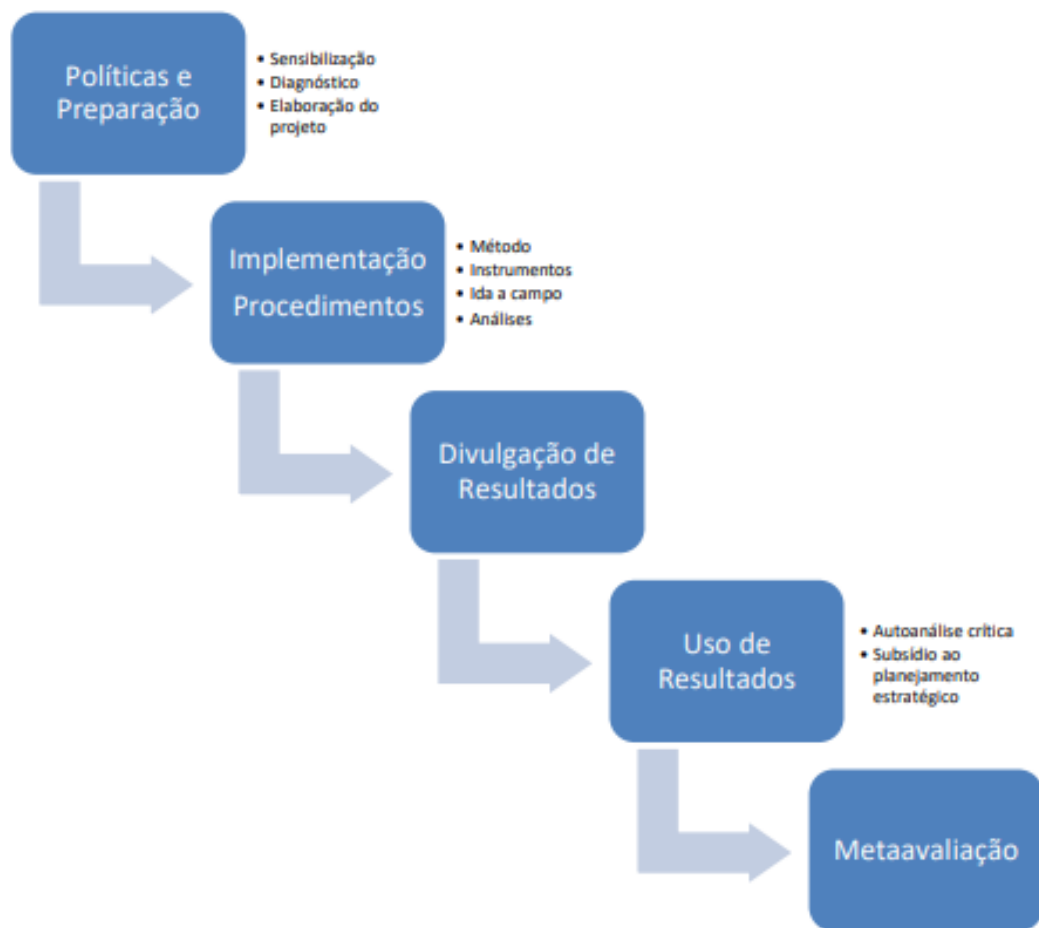 Políticas e
Preparação
• Sensibilização
• Diagnóstico
• Elaboração do
projeto
Implementação
Procedimentos
• Método
• Instrumentos
• Ida a campo
• Análises
Divulgação de
Resultados
Uso de
Resultados
• Autoanálise crítica
• Subsídio ao
planejamento
estratégico
Metaavaliação